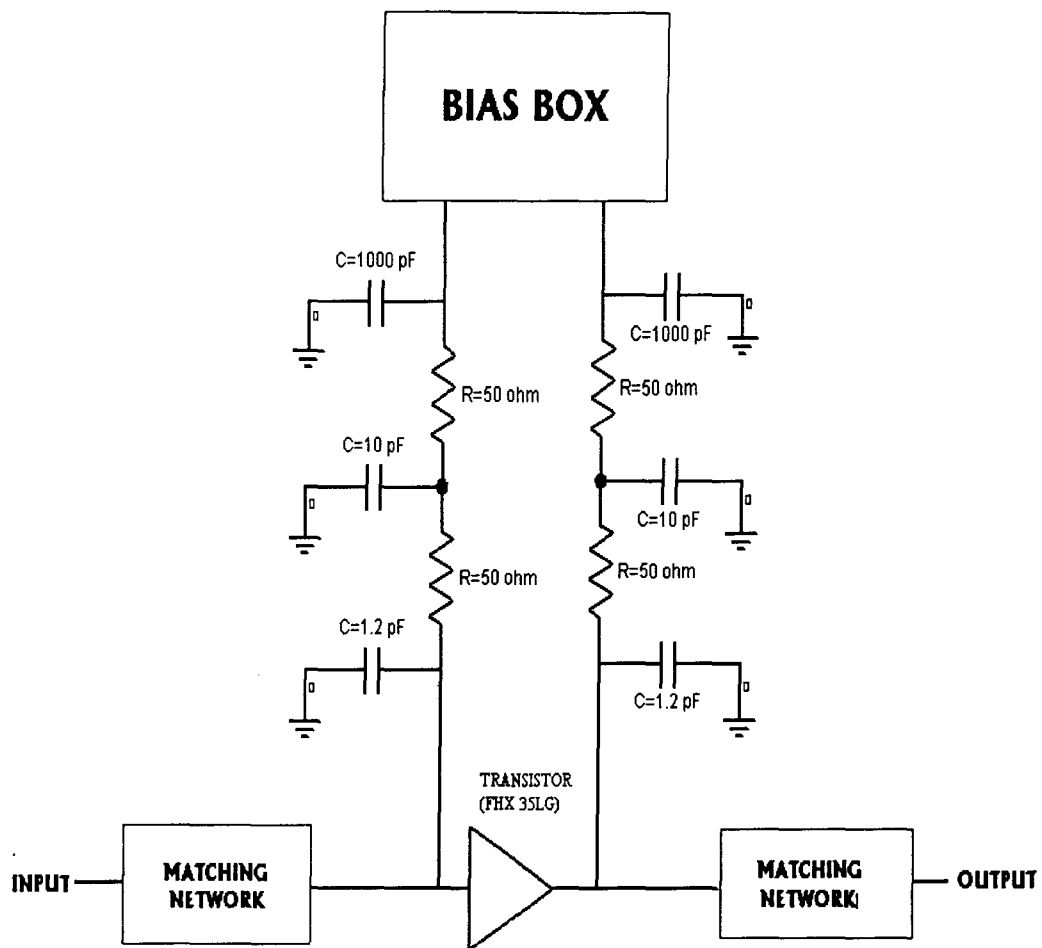 BIAS BOX
C=1000 pF
C=1000 pF
R=50 ohm
R=50 ohm
C=10 pF
C=10 pF
R=50 ohm
R=50 ohm
C=1.2 pF
C=1.2 pF
TRANSISTOR
(FHX 35LG)
INPUT
MATCHING
NETWORK
MATCHING
NETWORK
OUTPUT